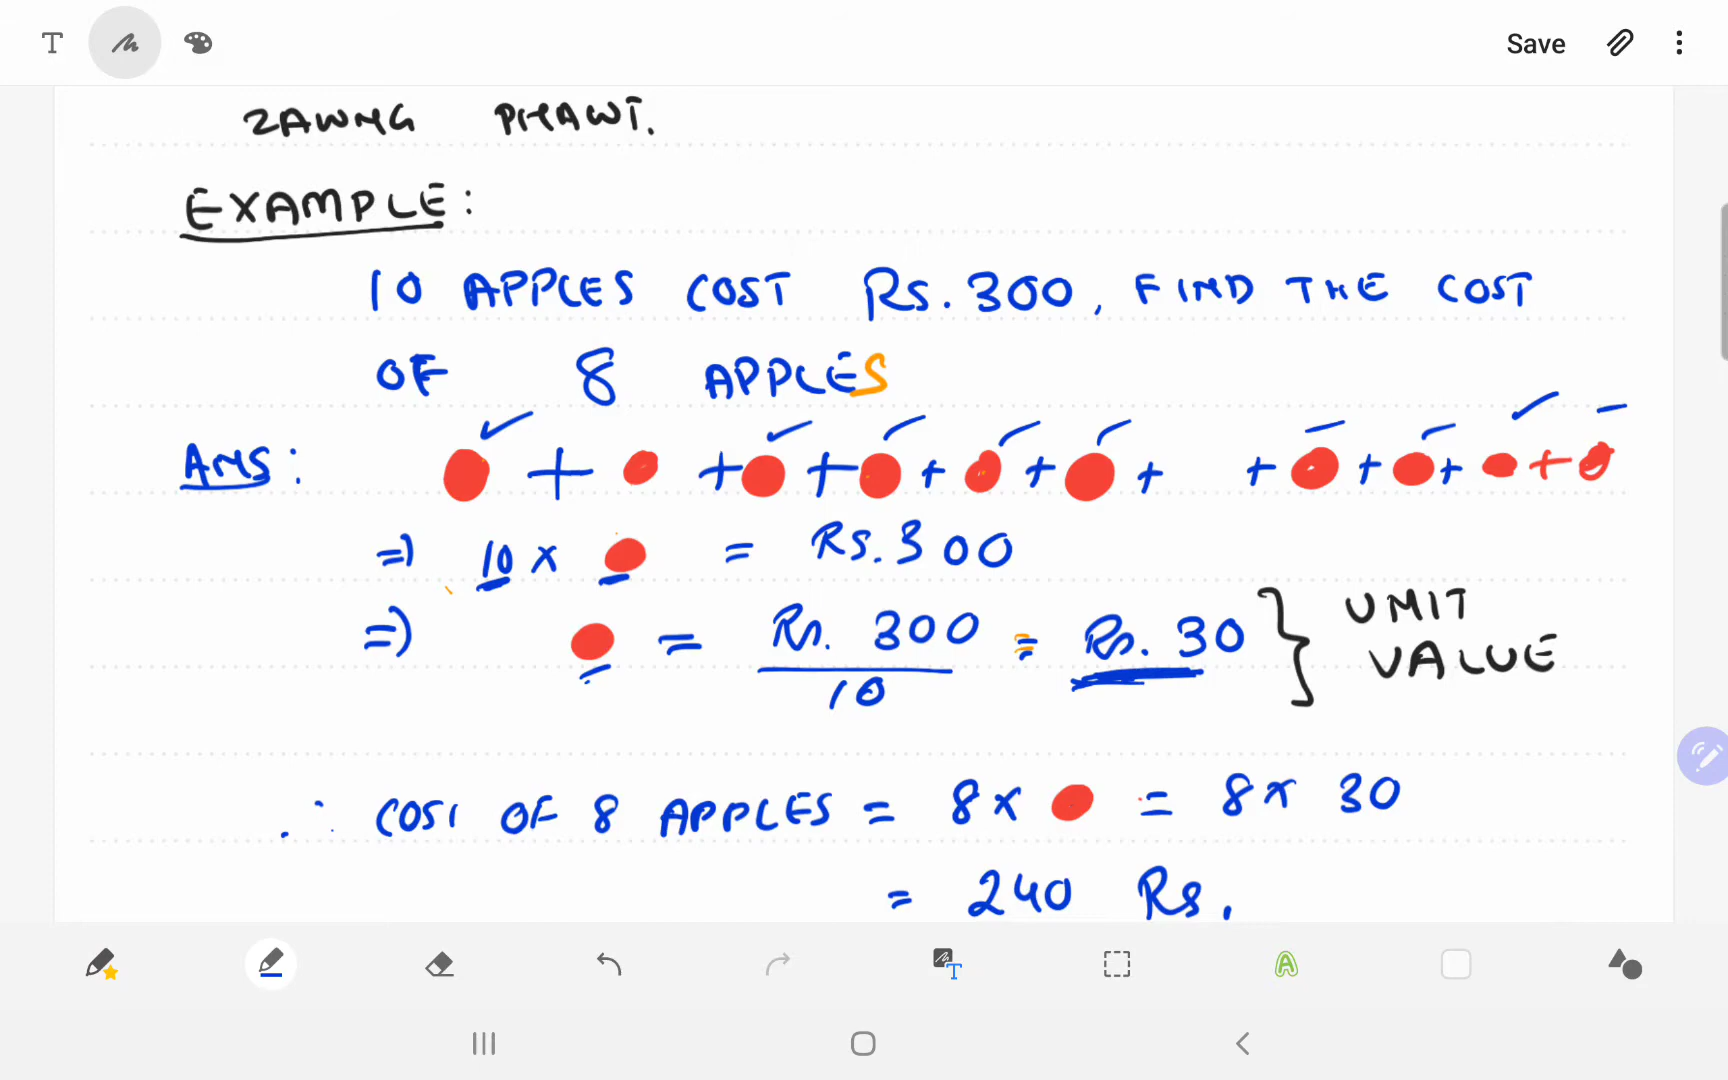 T Save
ZAWNG PHAWT.
EXAMPLE:
10 APPLES COST Rs. 300, FIND THE COST
OF 8 APPLES
Ans: + + + + + + + + + +
=) 10 x = Rs. 300
=) = Rs. 300 / 10 = Rs. 30 } UNIT VALUE
∴ COST OF 8 APPLES = 8 x = 8 x 30
= 240 Rs.